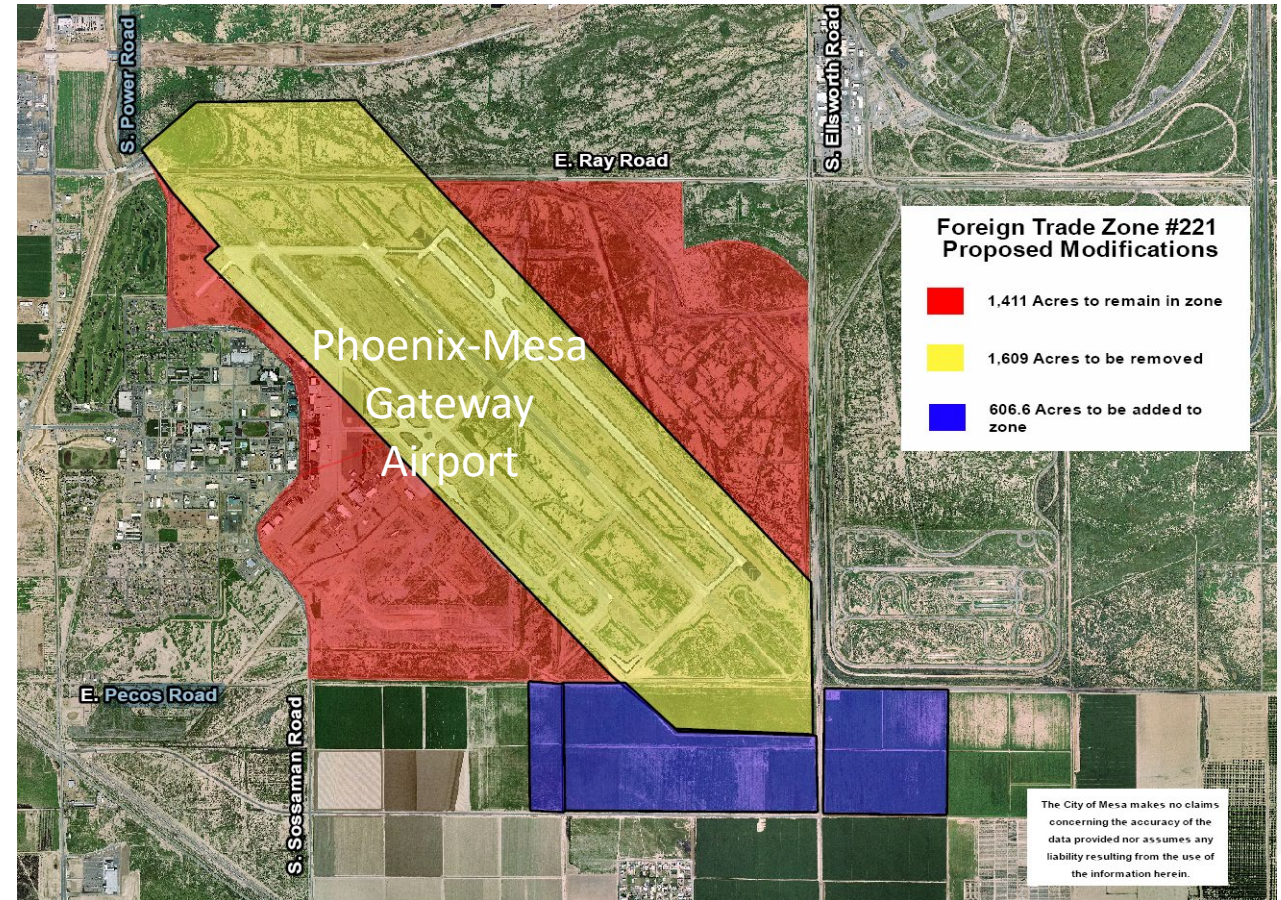 S. Power Road
S. Ellsworth Road
E. Ray Road
Foreign Trade Zone #221
Proposed Modifications
1,411 Acres to remain in zone
1,609 Acres to be removed
606.6 Acres to be added to
zone
Phoenix-Mesa
Gateway
Airport
E. Pecos Road
S. Sossaman Road
The City of Mesa makes no claims
concerning the accuracy of the
data provided nor assumes any
liability resulting from the use of
the information herein.